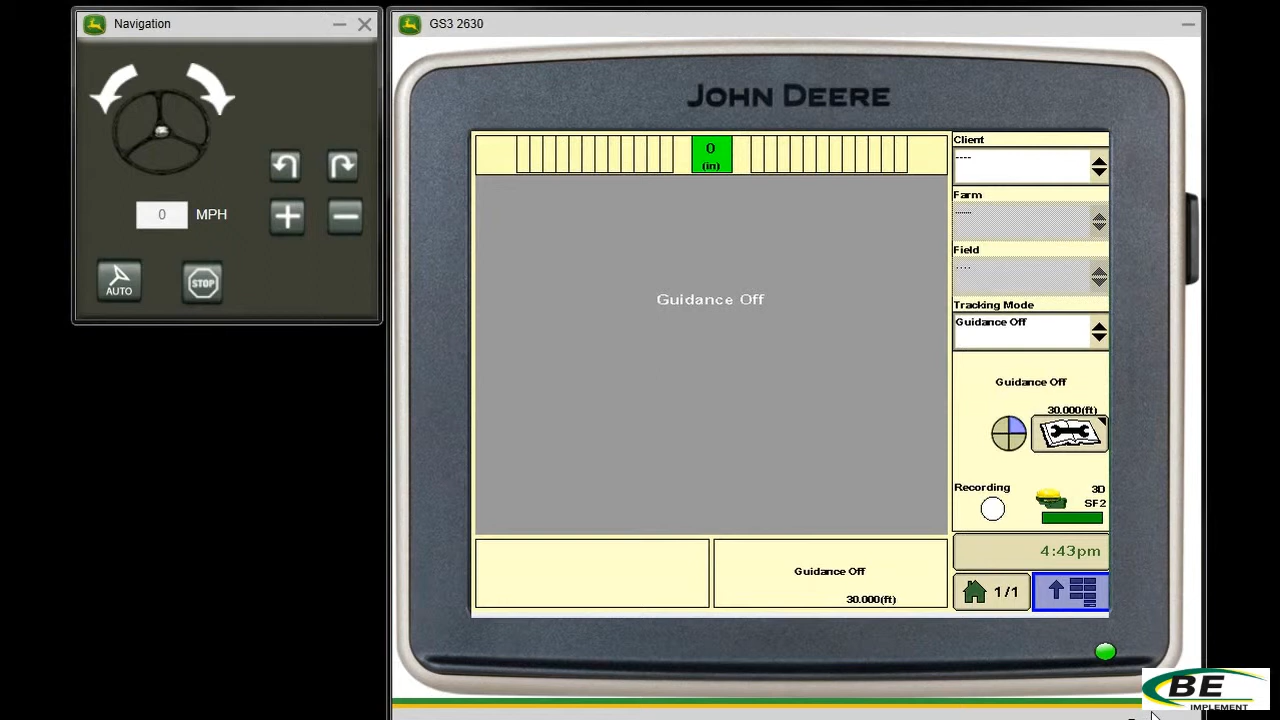 Navigation
0 MPH
AUTO
STOP
GS3 2630
JOHN DEERE
0
(in)
Guidance Off
Client
----
Farm
-----
Field
----
Tracking Mode
Guidance Off
Guidance Off
30.000(ft)
Recording
3D
SF2
4:43pm
1/1
Guidance Off
30.000(ft)
BE
IMPLEMENT